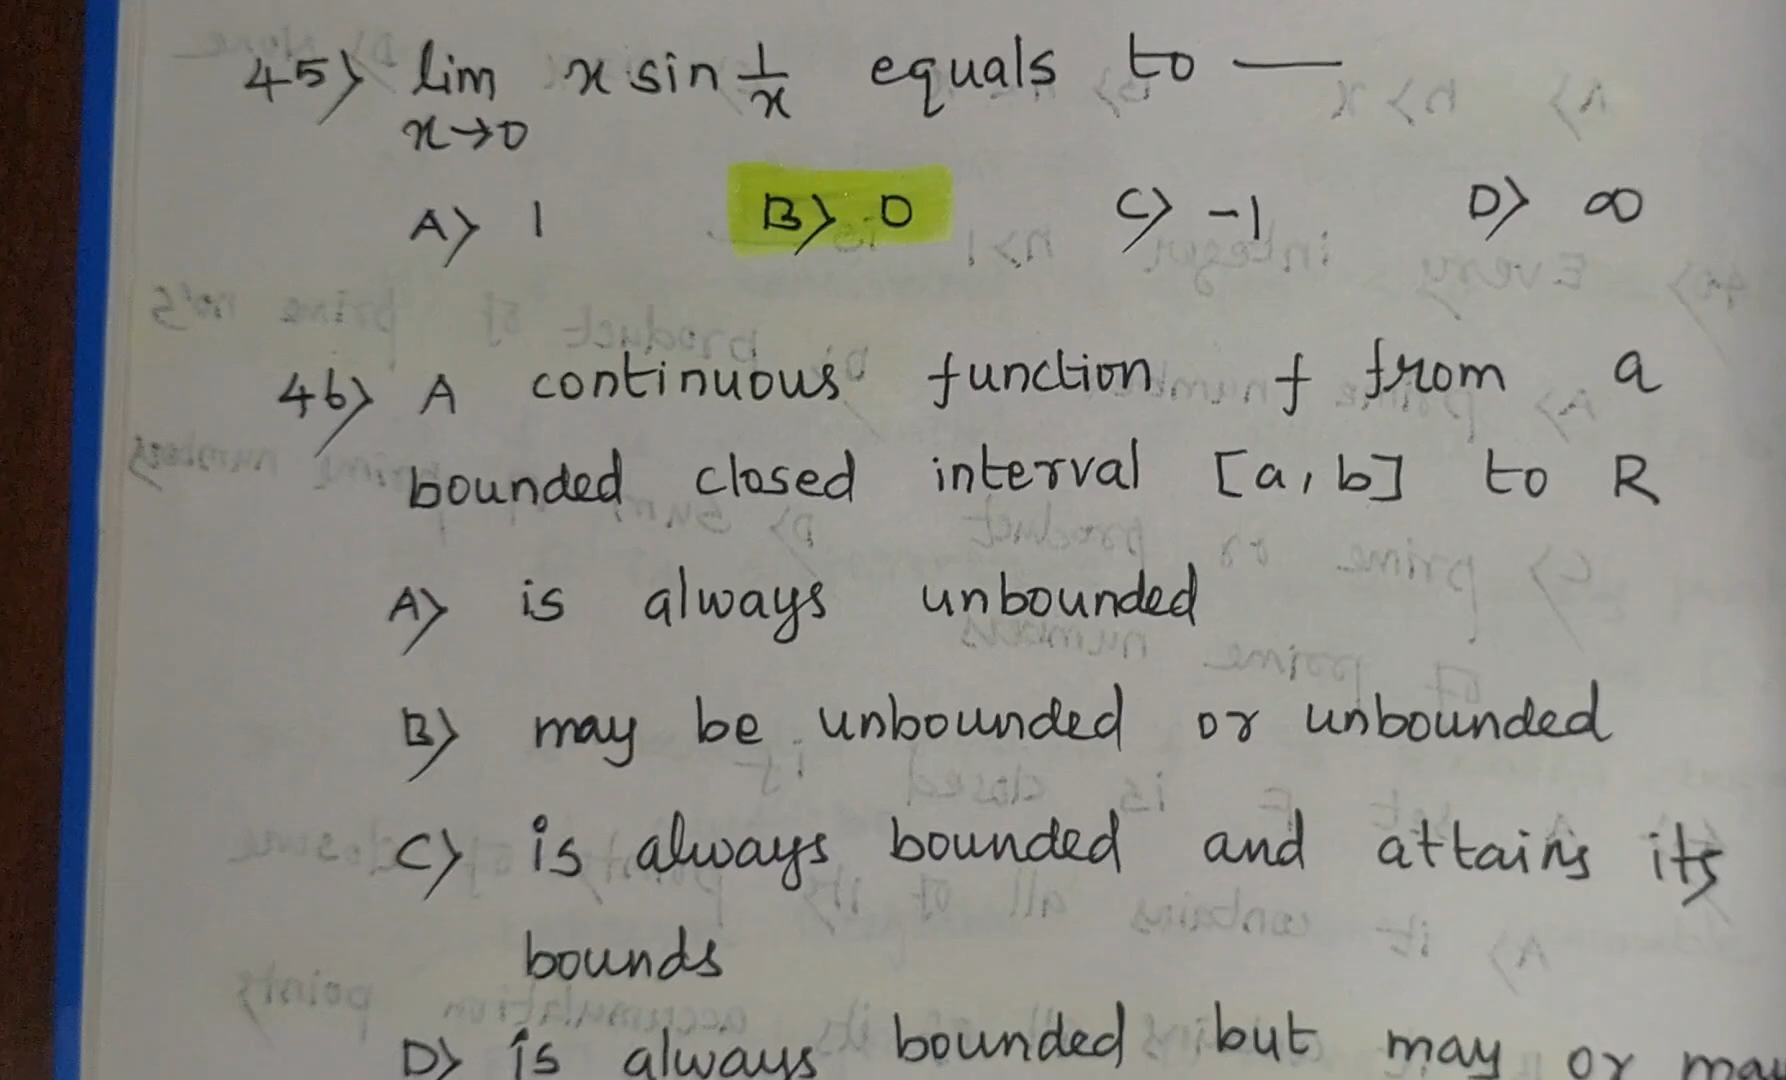 45) lim x→0 x sin 1/x equals to —
A) 1 B) 0 C) -1 D) ∞
46) A continuous function f from a
bounded closed interval [a, b] to R
A) is always unbounded
B) may be unbounded or unbounded
C) is always bounded and attains its
bounds
D) is always bounded but may or may